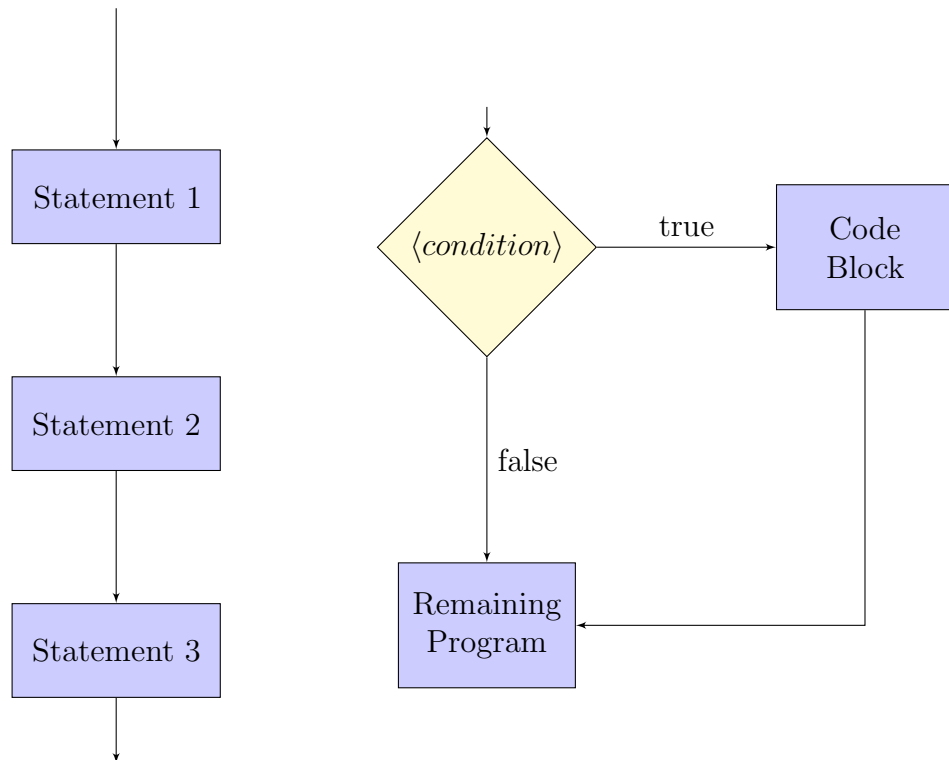 Statement 1
Statement 2
Statement 3
⟨condition⟩
true
Code
Block
false
Remaining
Program